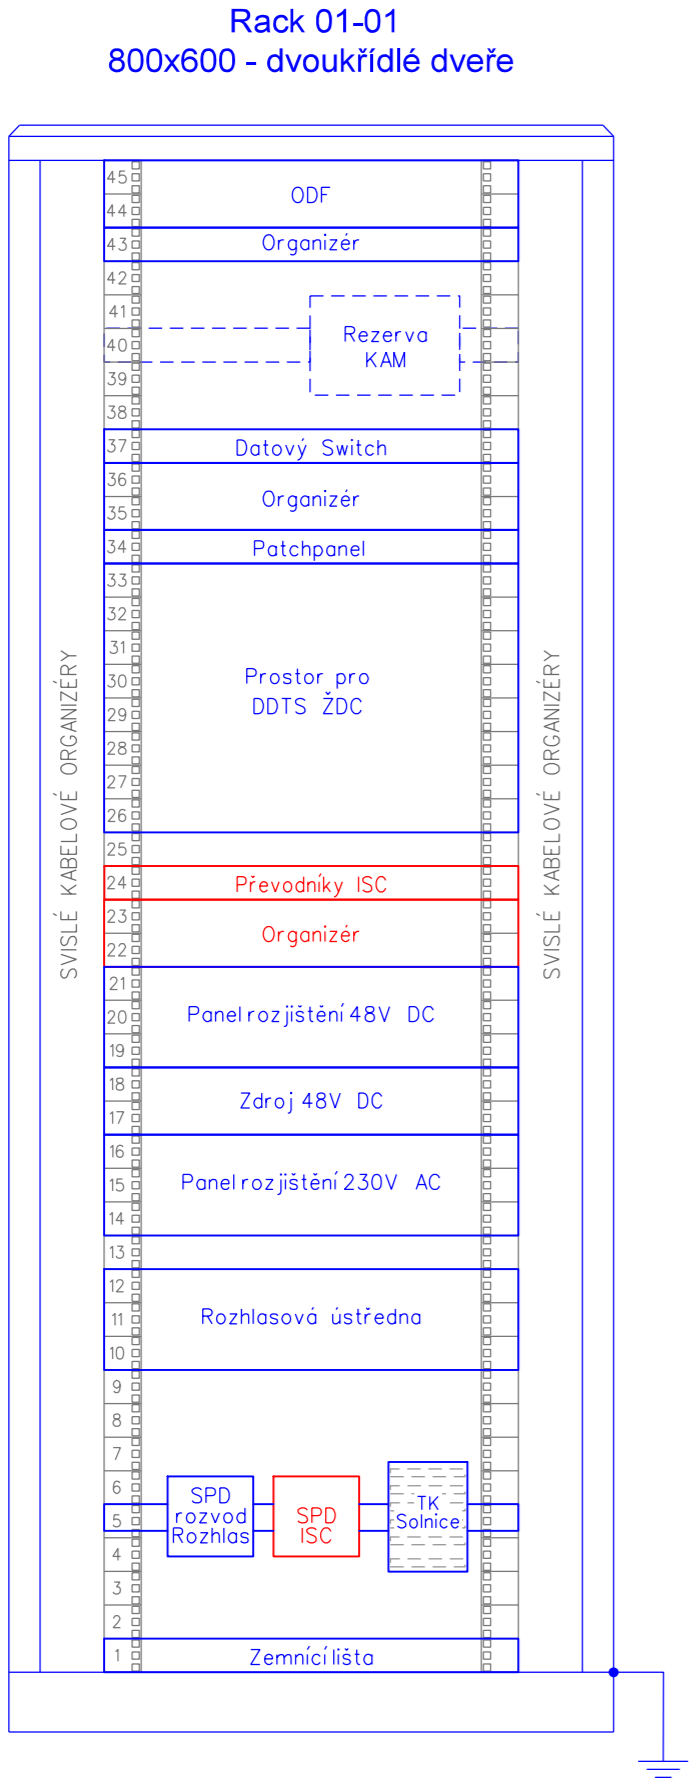 Rack 01-01
800x600 - dvoukřídlé dveře
45
ODF
44
43
Organizér
42
41
Rezerva
40
KAM
39
38
37
Datový Switch
36
Organizér
35
34
Patchpanel
33
32
31
Prostor pro
30
DDTS ŽDC
29
28
27
26
25
24
Převodníky ISC
23
Organizér
22
21
Panel rozjištění 48V DC
20
19
18
Zdroj 48V DC
17
16
Panel rozjištění 230V AC
15
14
13
12
Rozhlasová ústředna
11
10
9
8
7
6
SPD
rozvod
Rozhlas
SPD
ISC
TK
Solnice
5
4
3
2
1
Zemnící lišta
SVISLÉ KABELOVÉ ORGANIZÉRY
SVISLÉ KABELOVÉ ORGANIZÉRY